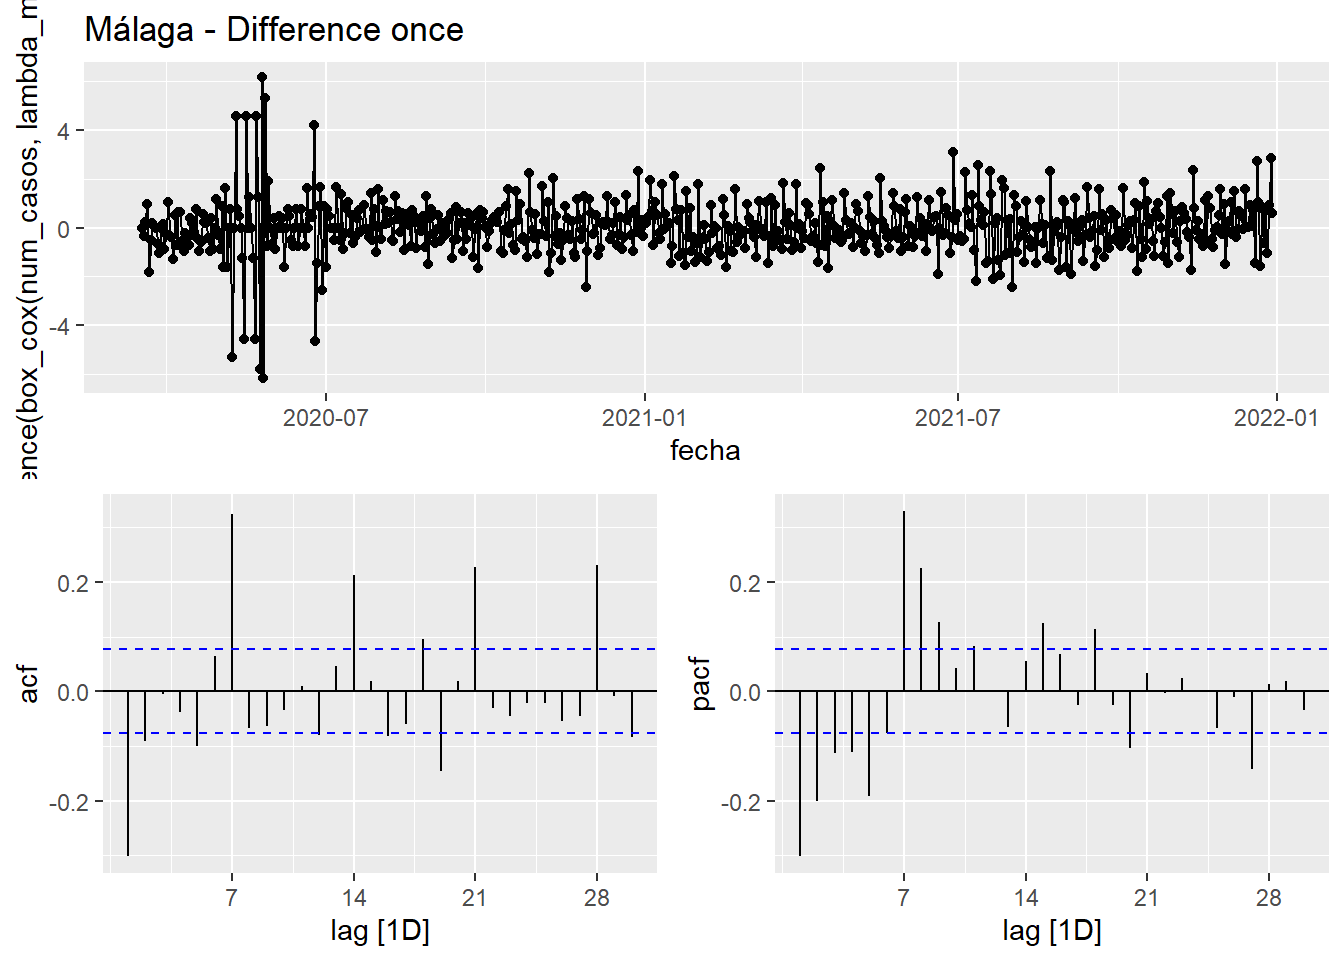 Málaga - Difference once
ence(box_cox(num_casos, lambda_m
4
0
-4
2020-07 2021-01 2021-07 2022-01
fecha
acf
0.2
0.0
-0.2
7 14 21 28
lag [1D]
pacf
0.2
0.0
-0.2
7 14 21 28
lag [1D]